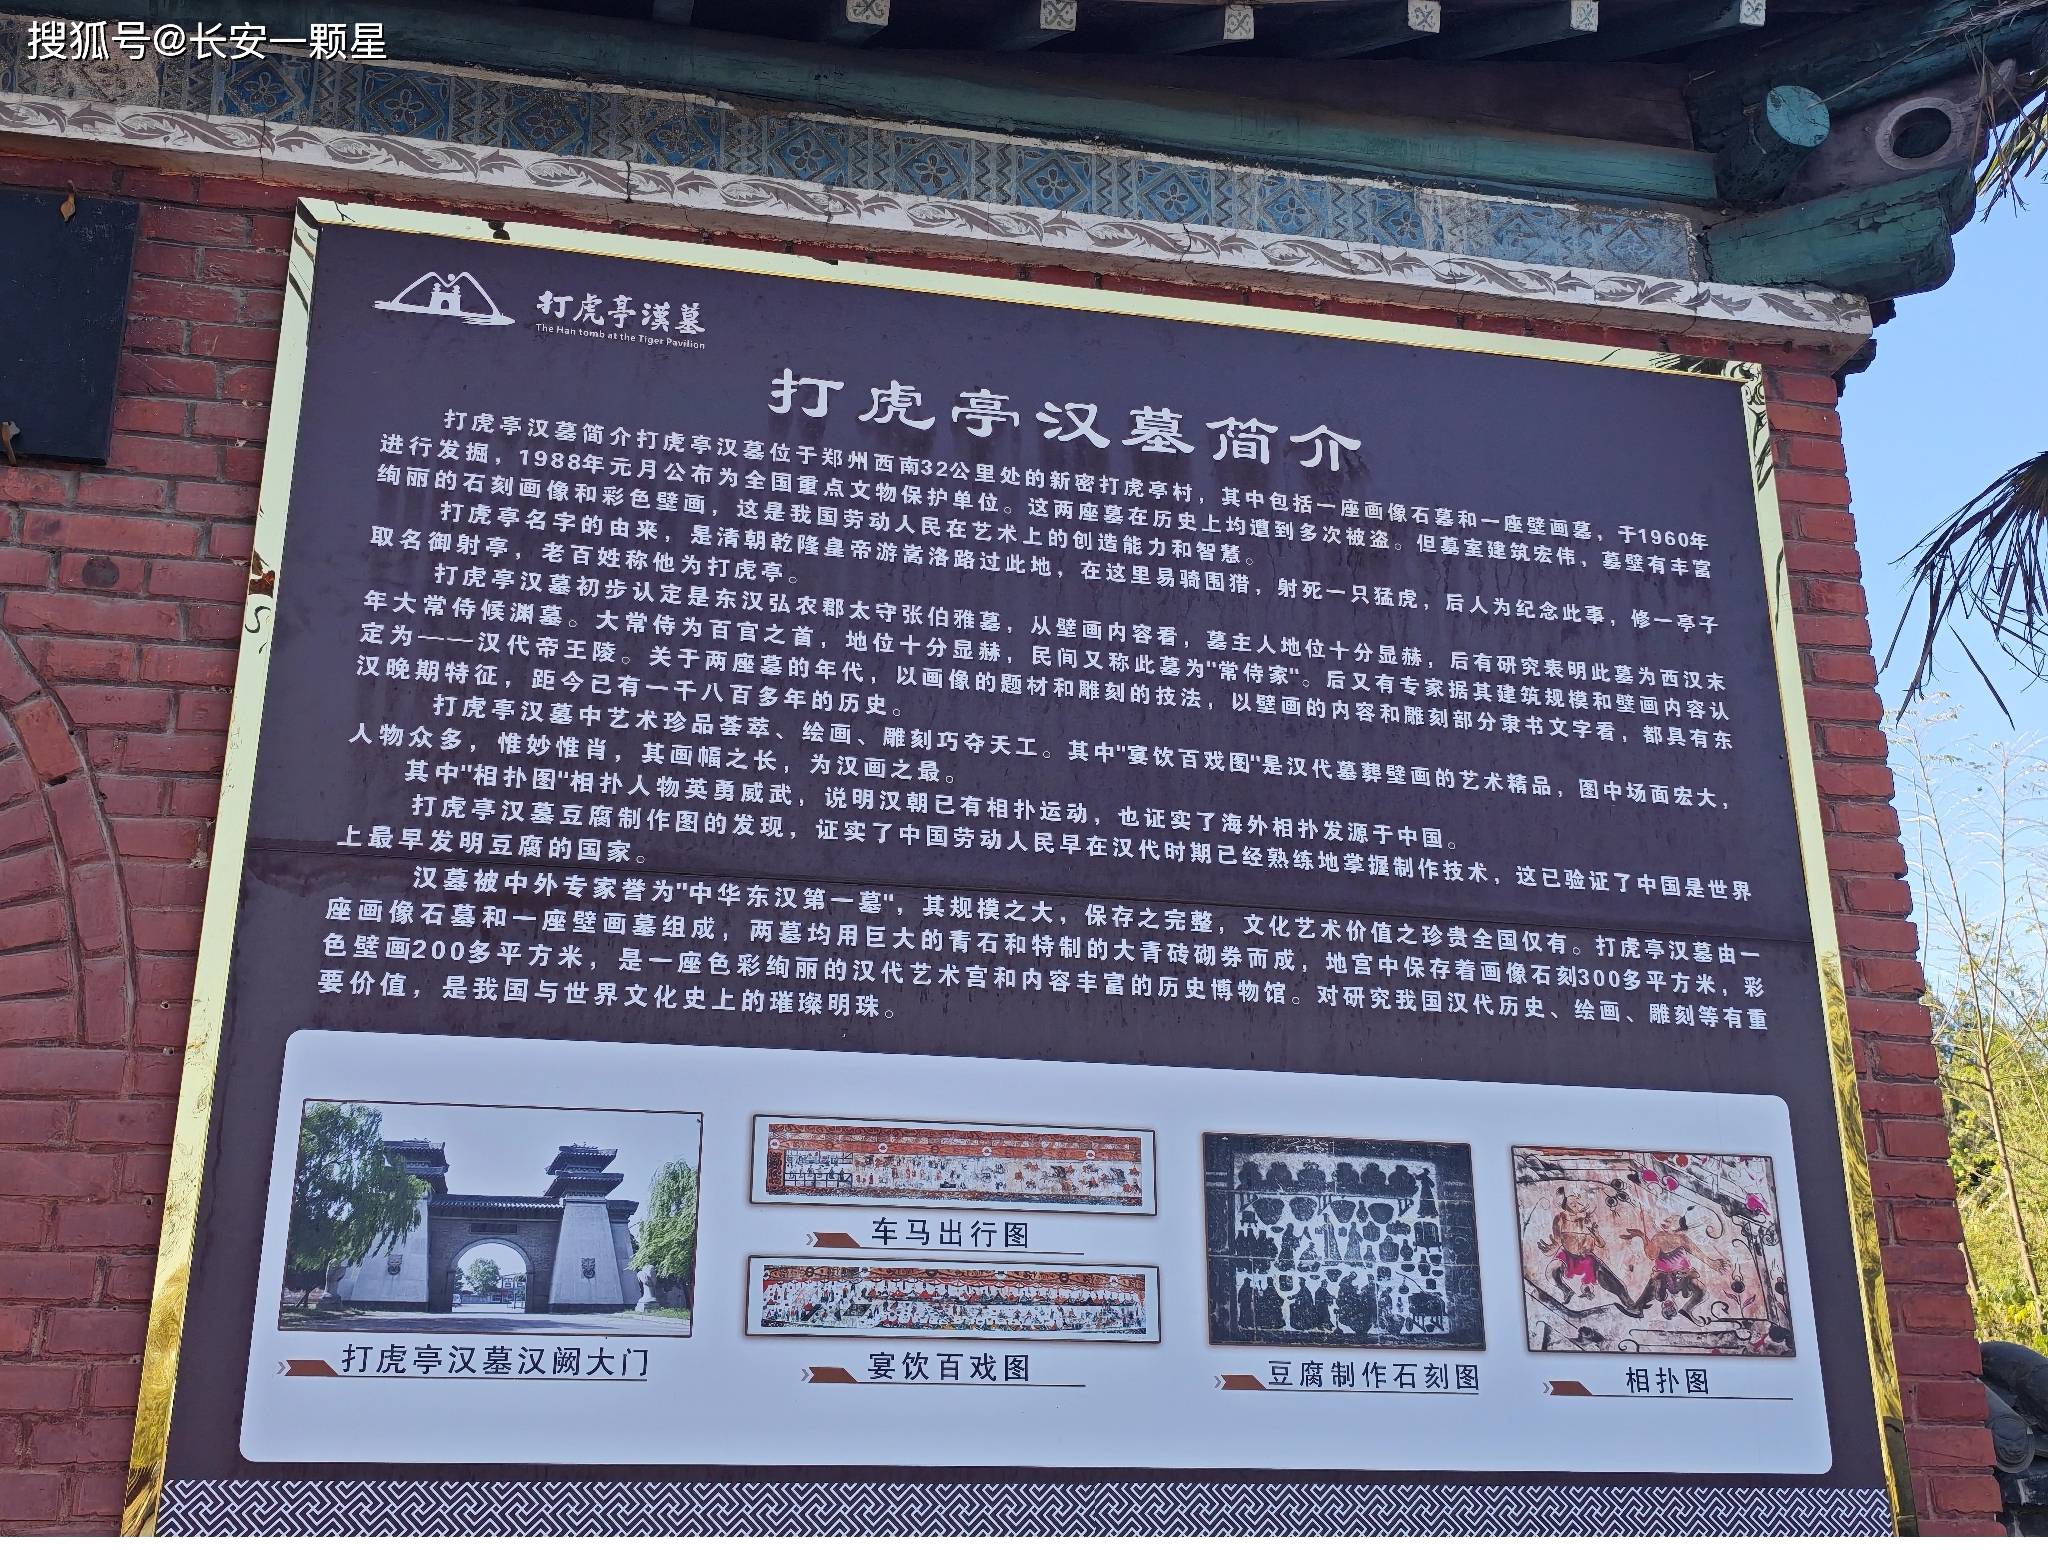 搜狐号@长安一颗星
打虎亭漢墓
The Han tomb at the Tiger Pavilion
打虎亭汉墓简介
打虎亭汉墓简介打虎亭汉墓位于郑州西南32公里处的新密打虎亭村，其中包括一座画像石墓和一座壁画墓，于1960年
进行发掘，1988年元月公布为全国重点文物保护单位。这两座墓在历史上均遭到多次被盗。但墓室建筑宏伟，墓壁有丰富
绚丽的石刻画像和彩色壁画，这是我国劳动人民在艺术上的创造能力和智慧。
打虎亭名字的由来，是清朝乾隆皇帝游嵩洛路过此地，在这里易骑围猎，射死一只猛虎，后人为纪念此事，修一亭子
取名御射亭，老百姓称他为打虎亭。
打虎亭汉墓初步认定是东汉弘农郡太守张伯雅墓，从壁画内容看，墓主人地位十分显赫，后有研究表明此墓为西汉末
年大常侍候渊墓。大常侍为百官之首，地位十分显赫，民间又称此墓为"常侍冢"。后又有专家据其建筑规模和壁画内容认
定为——汉代帝王陵。关于两座墓的年代，以画像的题材和雕刻的技法，以壁画的内容和雕刻部分隶书文字看，都具有东
汉晚期特征，距今已有一千八百多年的历史。
打虎亭汉墓中艺术珍品荟萃、绘画、雕刻巧夺天工。其中"宴饮百戏图"是汉代墓葬壁画的艺术精品，图中场面宏大，
人物众多，惟妙惟肖，其画幅之长，为汉画之最。
其中"相扑图"相扑人物英勇威武，说明汉朝已有相扑运动，也证实了海外相扑发源于中国。
打虎亭汉墓豆腐制作图的发现，证实了中国劳动人民早在汉代时期已经熟练地掌握制作技术，这已验证了中国是世界
上最早发明豆腐的国家。
汉墓被中外专家誉为"中华东汉第一墓"，其规模之大，保存之完整，文化艺术价值之珍贵全国仅有。打虎亭汉墓由一
座画像石墓和一座壁画墓组成，两墓均用巨大的青石和特制的大青砖砌券而成，地宫中保存着画像石刻300多平方米，彩
色壁画200多平方米，是一座色彩绚丽的汉代艺术宫和内容丰富的历史博物馆。对研究我国汉代历史、绘画、雕刻等有重
要价值，是我国与世界文化史上的璀璨明珠。
打虎亭汉墓汉阙大门
车马出行图
宴饮百戏图
豆腐制作石刻图
相扑图